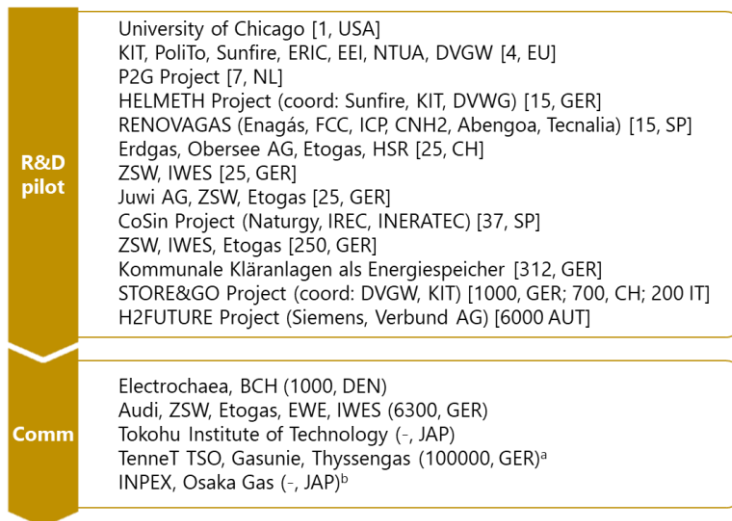 R&D
pilot
University of Chicago [1, USA]
KIT, PoliTo, Sunfire, ERIC, EEI, NTUA, DVGW [4, EU]
P2G Project [7, NL]
HELMETH Project (coord: Sunfire, KIT, DVWG) [15, GER]
RENOVAGAS (Enagás, FCC, ICP, CNH2, Abengoa, Tecnalia) [15, SP]
Erdgas, Obersee AG, Etogas, HSR [25, CH]
ZSW, IWES [25, GER]
Juwi AG, ZSW, Etogas [25, GER]
CoSin Project (Naturgy, IREC, INERATEC) [37, SP]
ZSW, IWES, Etogas [250, GER]
Kommunale Kläranlagen als Energiespeicher [312, GER]
STORE&GO Project (coord: DVGW, KIT) [1000, GER; 700, CH; 200 IT]
H2FUTURE Project (Siemens, Verbund AG) [6000 AUT]
Comm
Electrochaea, BCH (1000, DEN)
Audi, ZSW, Etogas, EWE, IWES (6300, GER)
Tokohu Institute of Technology (-, JAP)
TenneT TSO, Gasunie, Thyssengas (100000, GER)ᵃ
INPEX, Osaka Gas (-, JAP)ᵇ